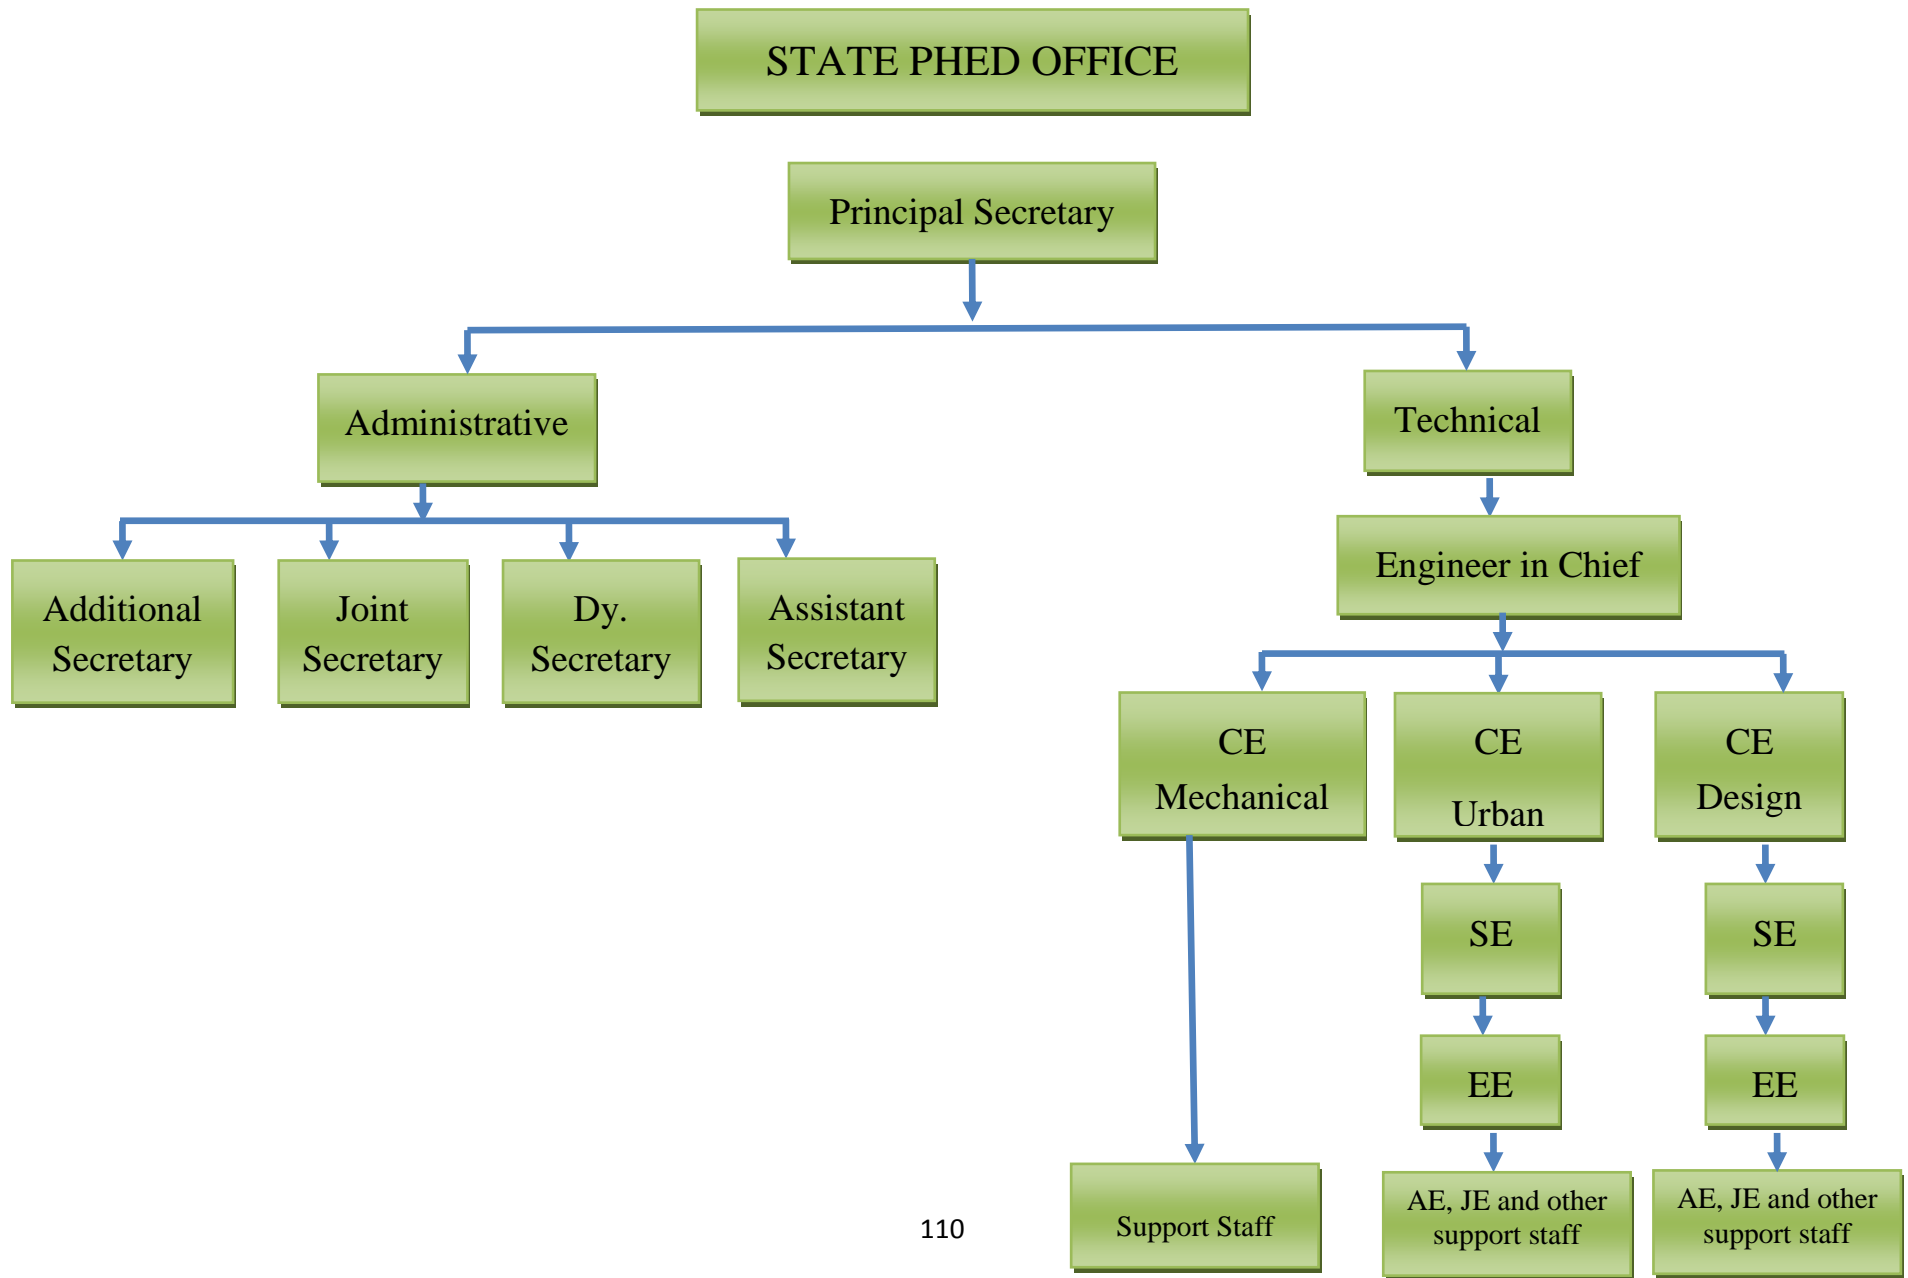 STATE PHED OFFICE
Principal Secretary
Administrative
Technical
Engineer in Chief
Additional
Secretary
Joint
Secretary
Dy.
Secretary
Assistant
Secretary
CE
Mechanical
CE
Urban
CE
Design
SE
SE
EE
EE
Support Staff
AE, JE and other
support staff
AE, JE and other
support staff
110